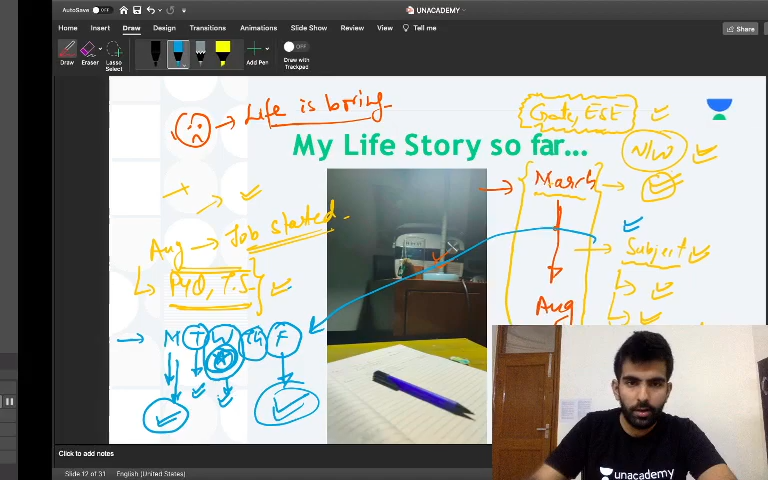 AutoSave OFF
UNACADEMY
Home Insert Draw Design Transitions Animations Slide Show Review View Tell me
Share
Draw
Eraser
Lasso Select
Add Pen
OFF
Draw with Trackpad
Life is boring
Gate, ESE
My Life Story so far...
N/W
March
Aug → Job started
Subject
PYQ, T.S
Aug
M T W Th F
unacademy
Click to add notes
Slide 12 of 31 English (United States)